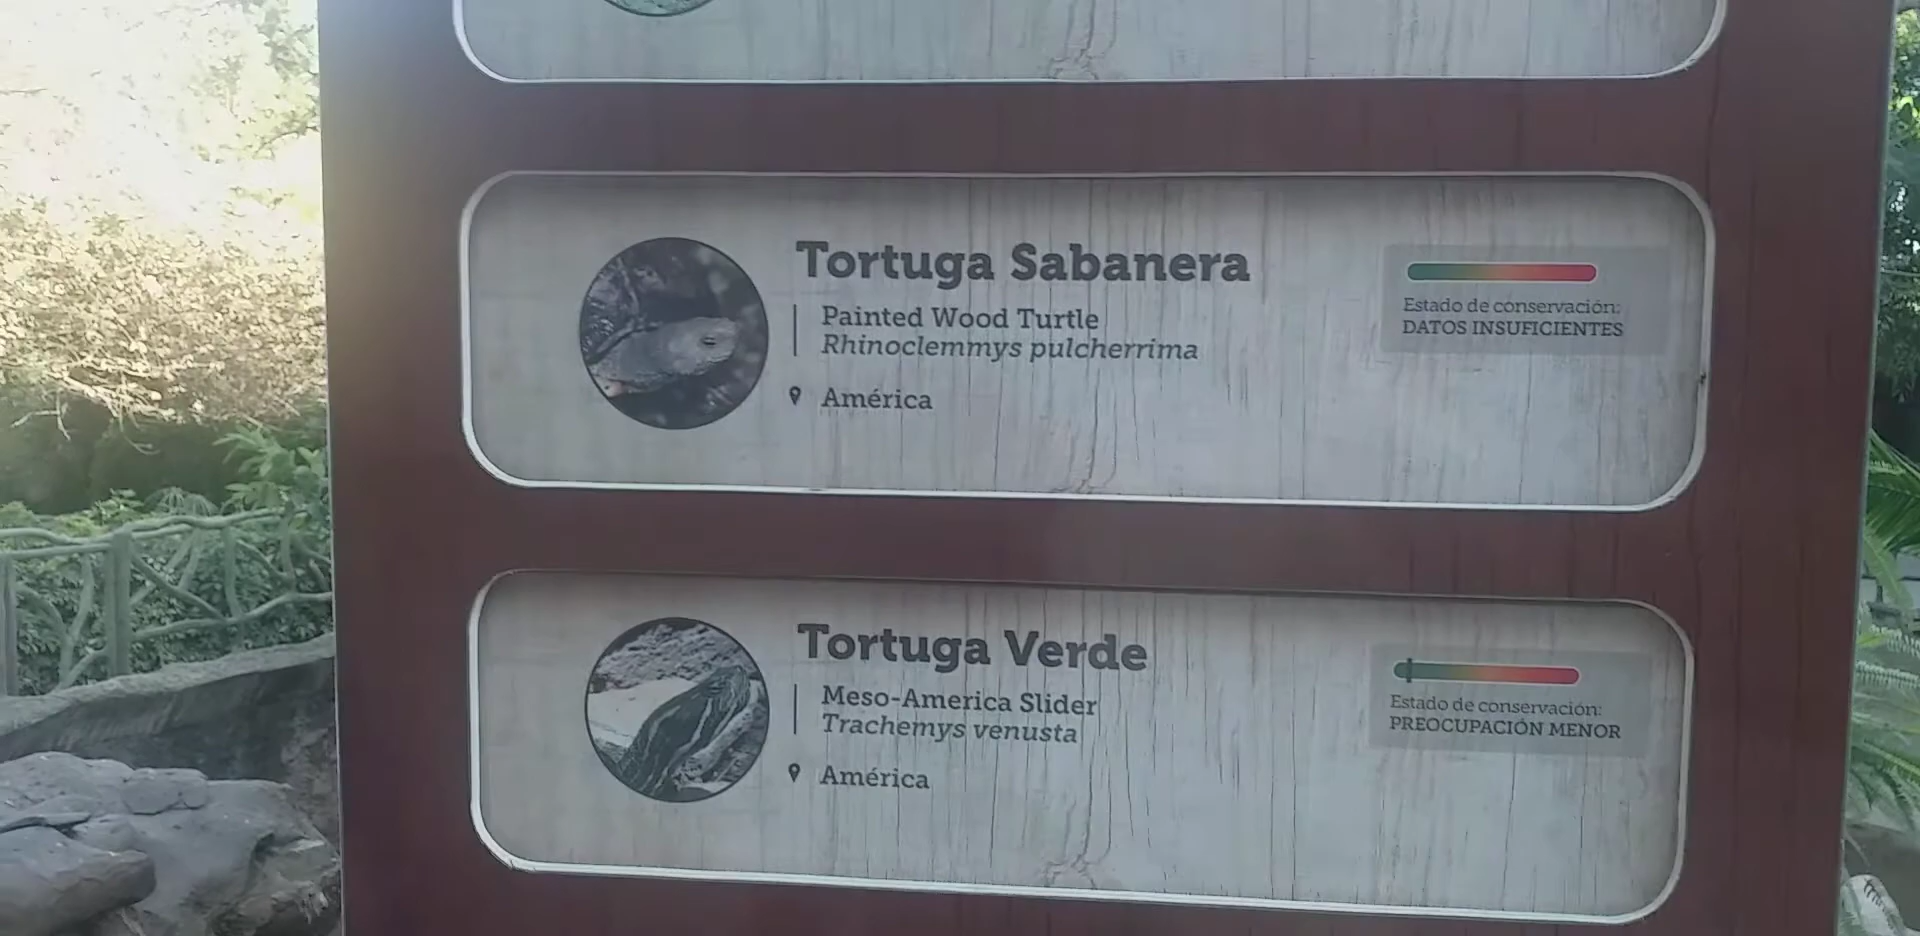 Tortuga Sabanera
Painted Wood Turtle
Rhinoclemmys pulcherrima
América
Estado de conservación:
DATOS INSUFICIENTES
Tortuga Verde
Meso-America Slider
Trachemys venusta
América
Estado de conservación:
PREOCUPACIÓN MENOR